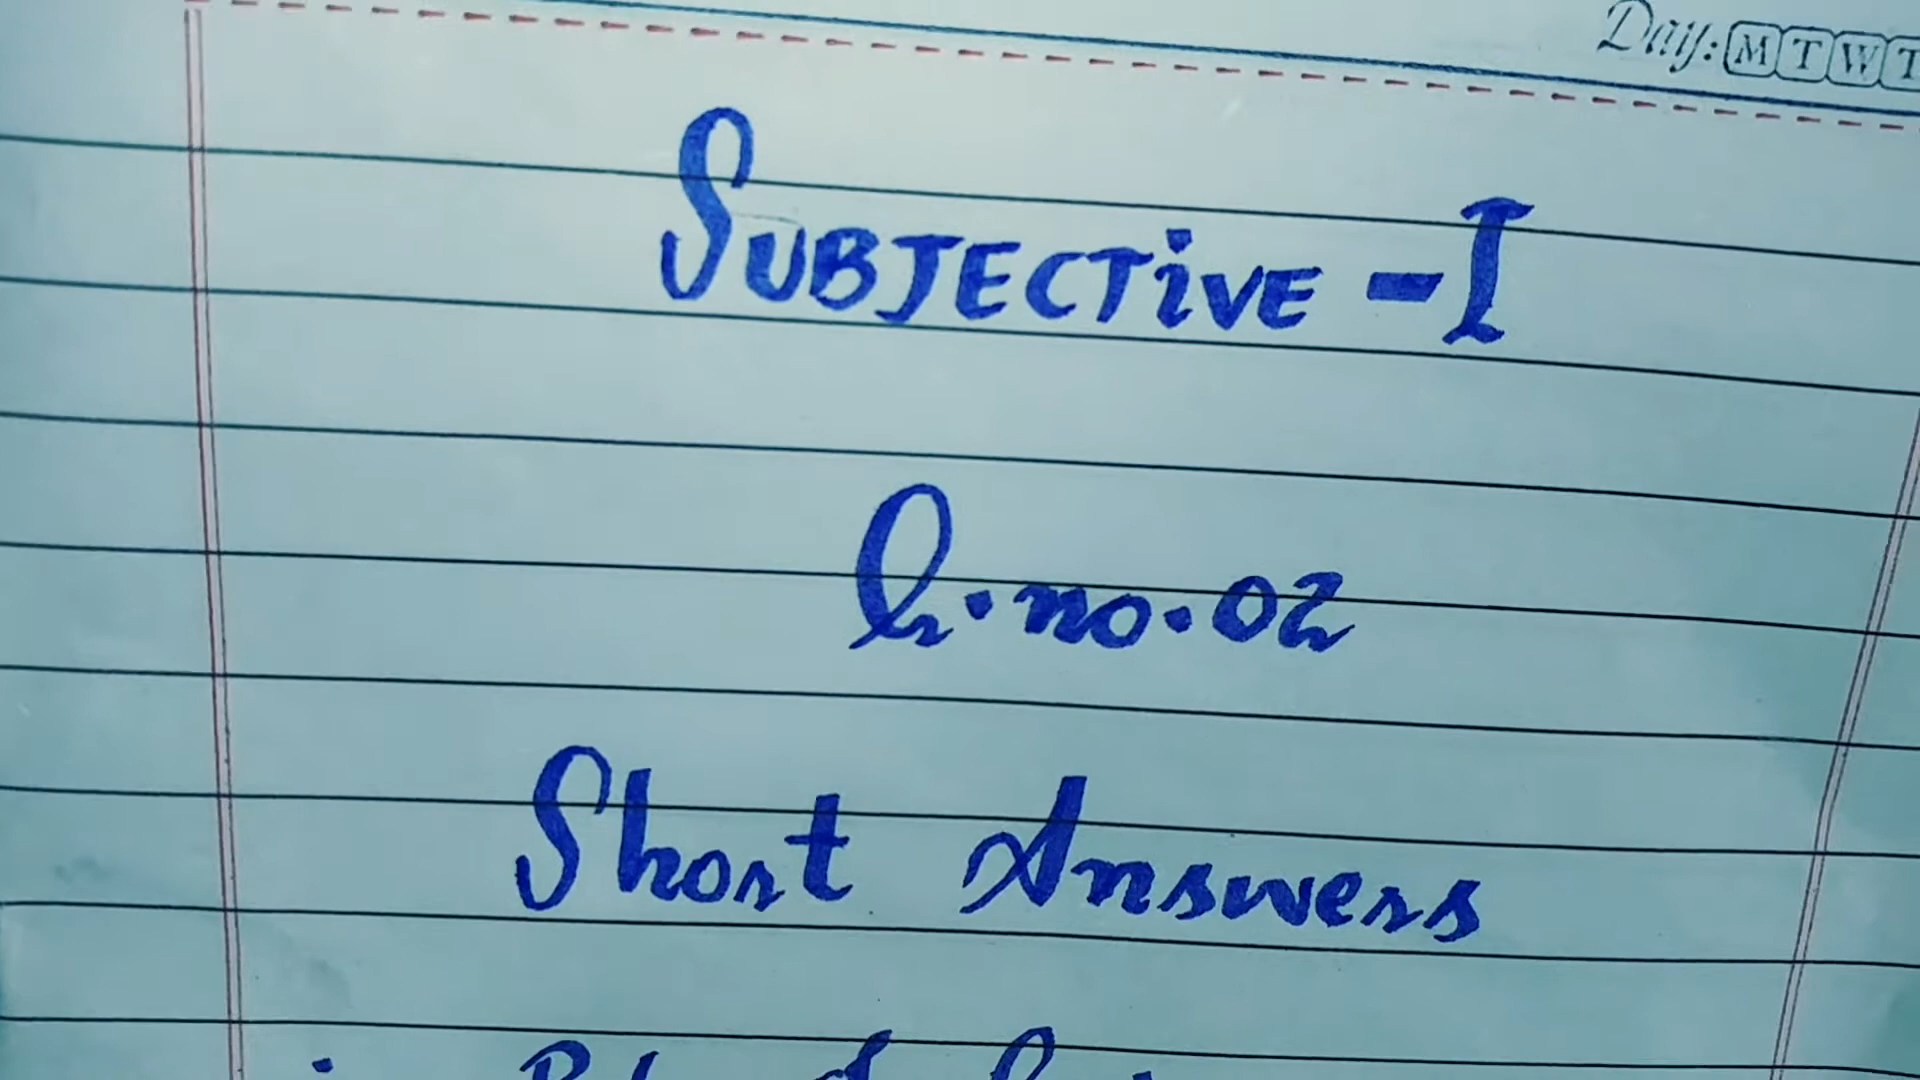 Day: M T W T
SUBJECTiVE - I
Q. no. 02
Short Answers